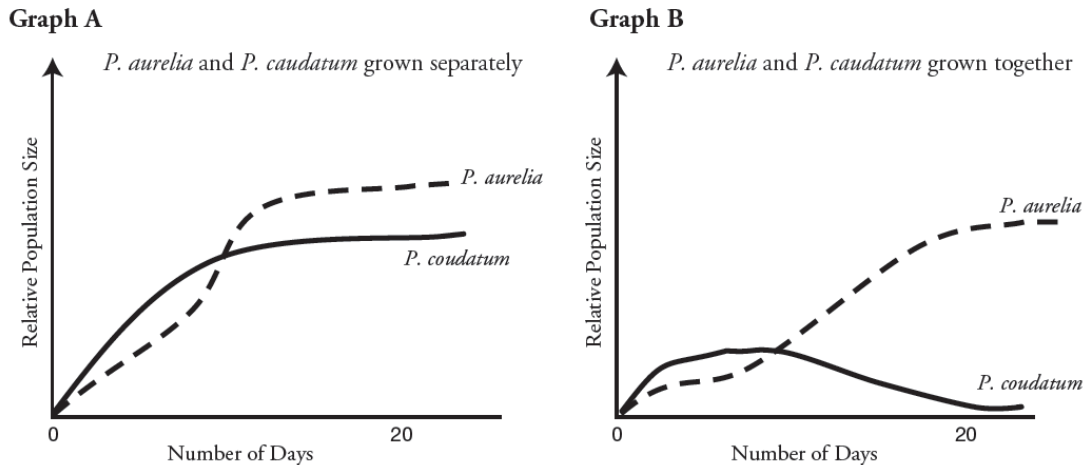 Graph A
P. aurelia and P. caudatum grown separately
Relative Population Size
P. aurelia
P. coudatum
0
20
Number of Days
Graph B
P. aurelia and P. caudatum grown together
Relative Population Size
P. aurelia
P. coudatum
0
20
Number of Days